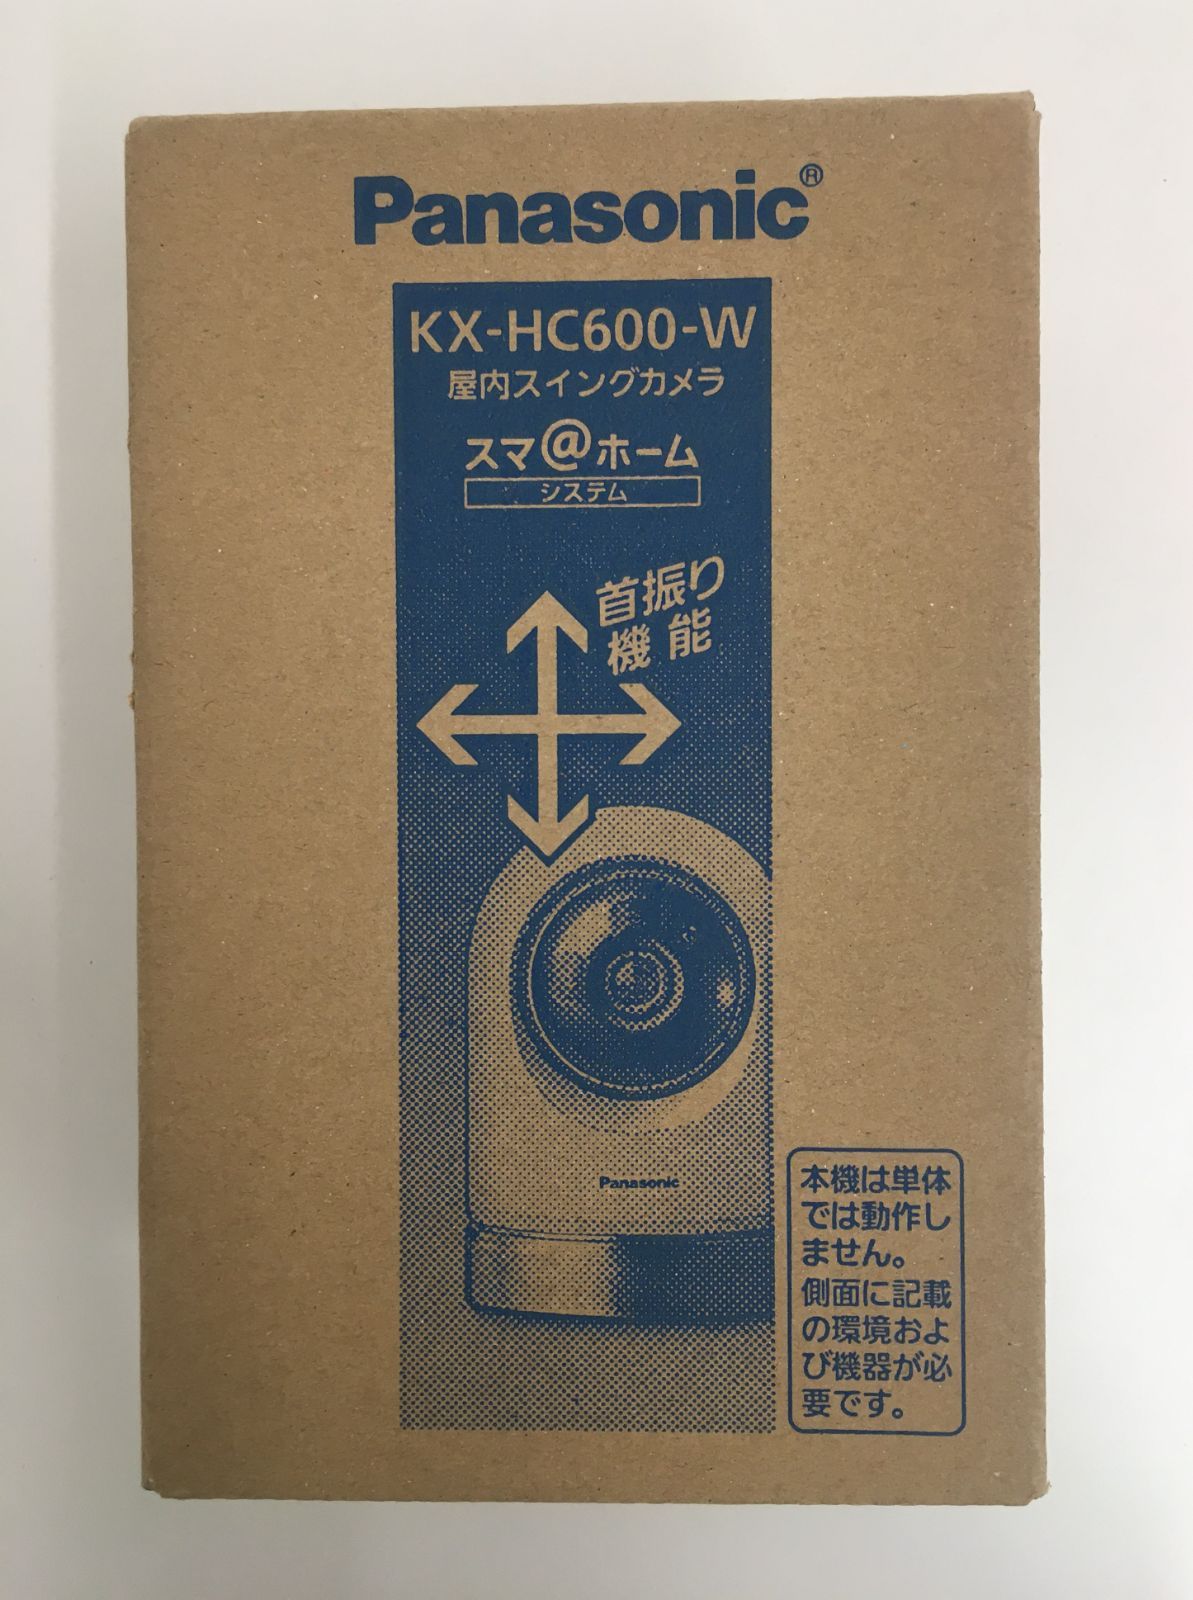 Panasonic®
KX-HC600-W
屋内スイングカメラ
スマ@ホーム
システム
首振り
機能
Panasonic
本機は単体
では動作し
ません。
側面に記載
の環境およ
び機器が必
要です。